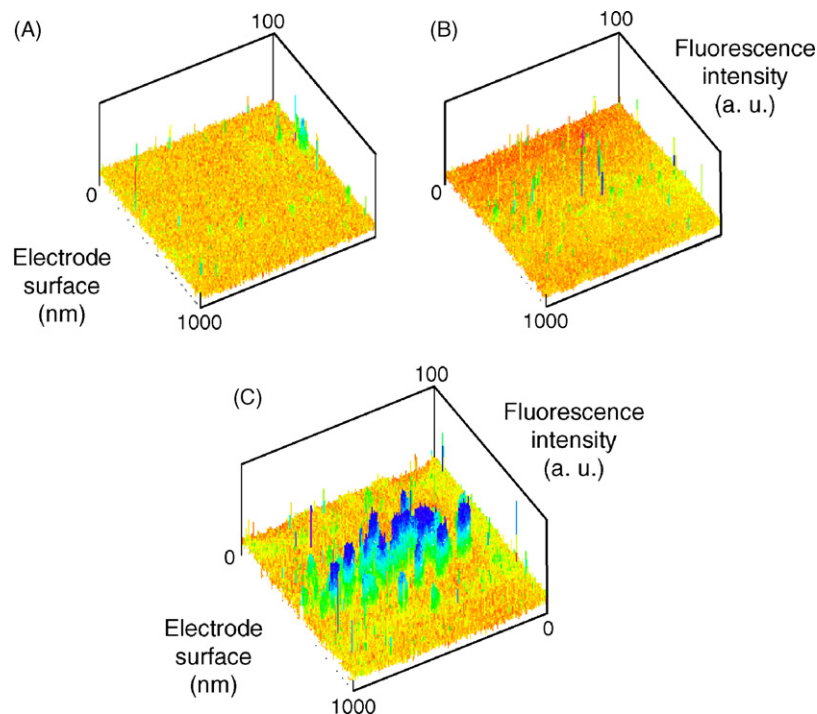 (A)
100
0
Electrode
surface
(nm)
1000
(B)
100
Fluorescence
intensity
(a. u.)
0
1000
(C)
100
Fluorescence
intensity
(a. u.)
0
Electrode
surface
(nm)
0
1000